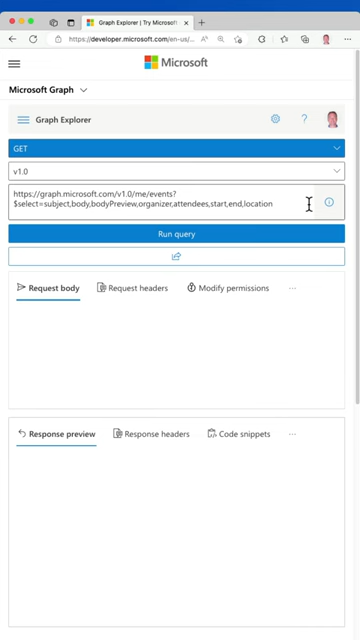 Graph Explorer | Try Microsoft
https://developer.microsoft.com/en-us/...
Microsoft
Microsoft Graph
Graph Explorer
GET
v1.0
https://graph.microsoft.com/v1.0/me/events?
$select=subject,body,bodyPreview,organizer,attendees,start,end,location
Run query
Request body
Request headers
Modify permissions
...
Response preview
Response headers
Code snippets
...